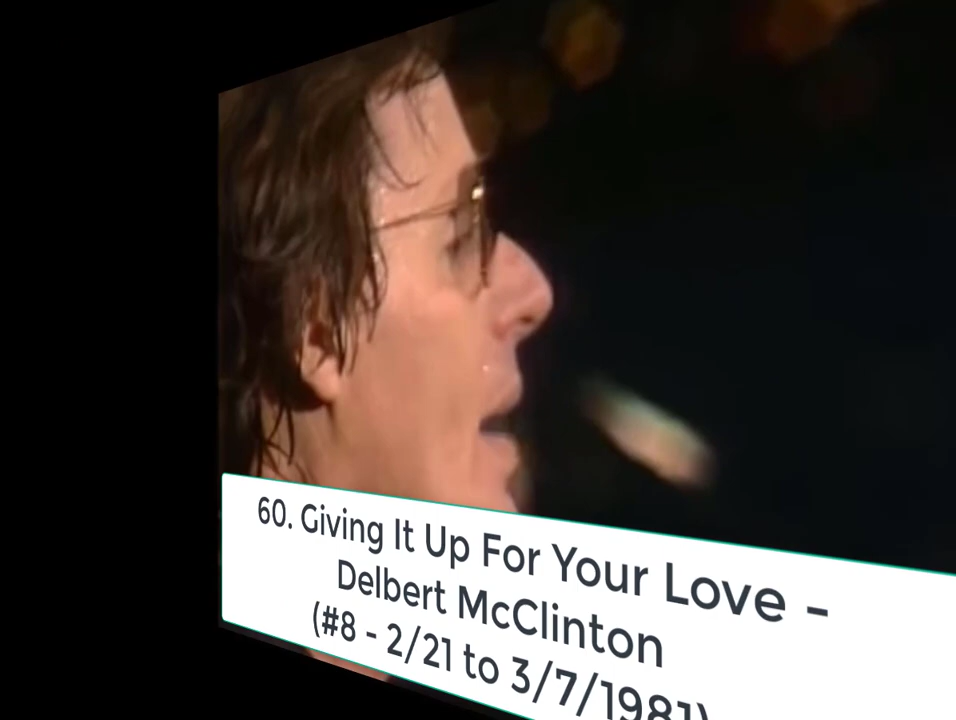 60. Giving It Up For Your Love -
Delbert McClinton
(#8 - 2/21 to 3/7/1981)